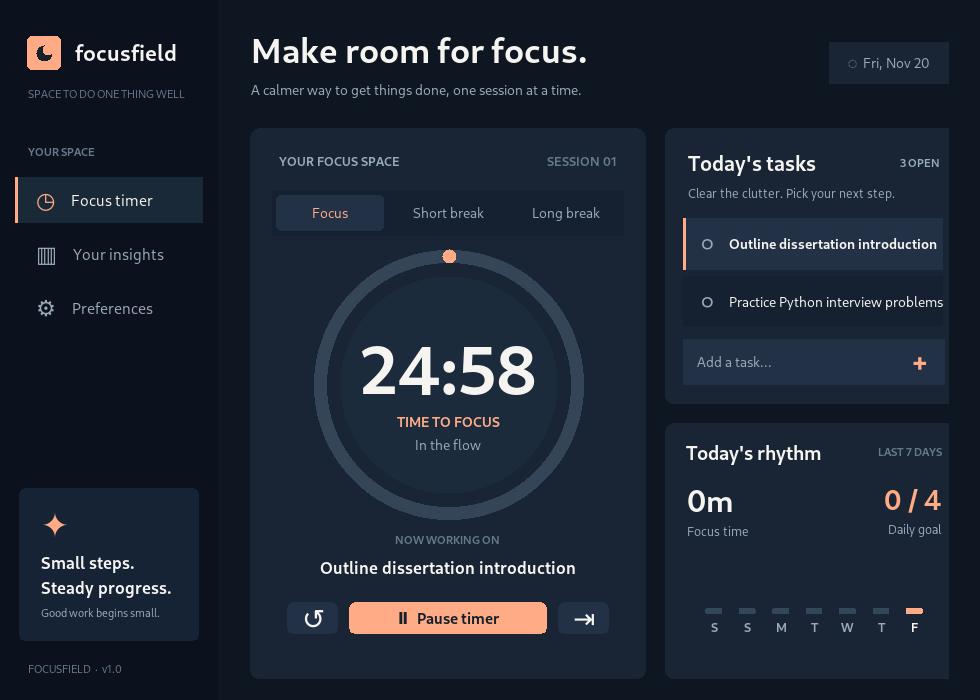 focusfield
SPACE TO DO ONE THING WELL
YOUR SPACE
Focus timer
Your insights
Preferences
Small steps.
Steady progress.
Good work begins small.
FOCUSFIELD · v1.0
Make room for focus.
A calmer way to get things done, one session at a time.
Fri, Nov 20
YOUR FOCUS SPACE
SESSION 01
Focus
Short break
Long break
24:58
TIME TO FOCUS
In the flow
NOW WORKING ON
Outline dissertation introduction
Pause timer
Today's tasks
3 OPEN
Clear the clutter. Pick your next step.
Outline dissertation introduction
Practice Python interview problems
Add a task...
Today's rhythm
LAST 7 DAYS
0m
0 / 4
Focus time
Daily goal
S S M T W T F